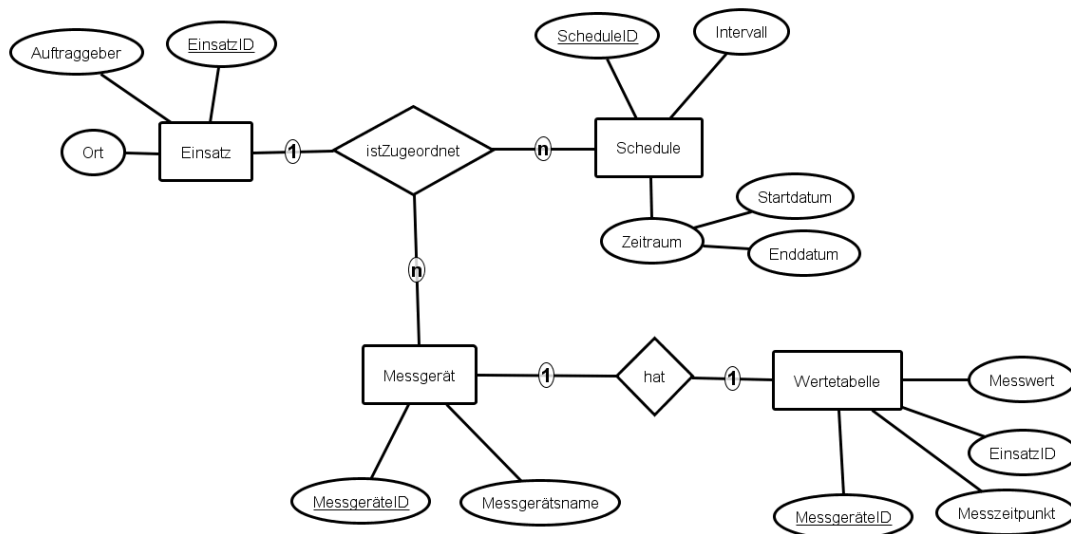 EinsatzID
Auftraggeber
ScheduleID
Intervall
Ort
Einsatz
1
istZugeordnet
n
Schedule
Startdatum
Zeitraum
Enddatum
n
Messgerät
1
hat
1
Wertetabelle
Messwert
EinsatzID
MessgeräteID
Messgerätsname
MessgeräteID
Messzeitpunkt